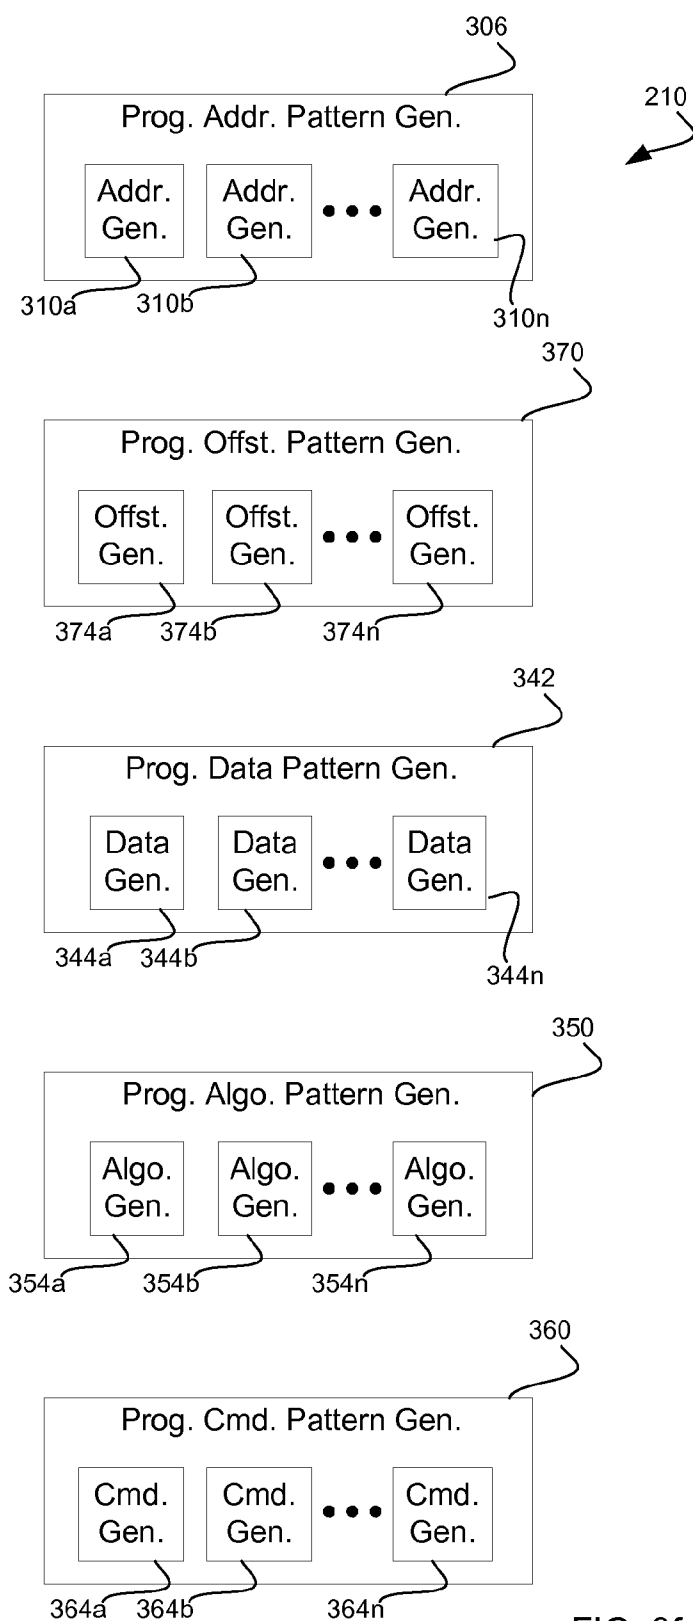 306
210
Prog. Addr. Pattern Gen.
Addr. Gen.
Addr. Gen.
Addr. Gen.
310a
310b
310n
370
Prog. Offst. Pattern Gen.
Offst. Gen.
Offst. Gen.
Offst. Gen.
374a
374b
374n
342
Prog. Data Pattern Gen.
Data Gen.
Data Gen.
Data Gen.
344a
344b
344n
350
Prog. Algo. Pattern Gen.
Algo. Gen.
Algo. Gen.
Algo. Gen.
354a
354b
354n
360
Prog. Cmd. Pattern Gen.
Cmd. Gen.
Cmd. Gen.
Cmd. Gen.
364a
364b
364n